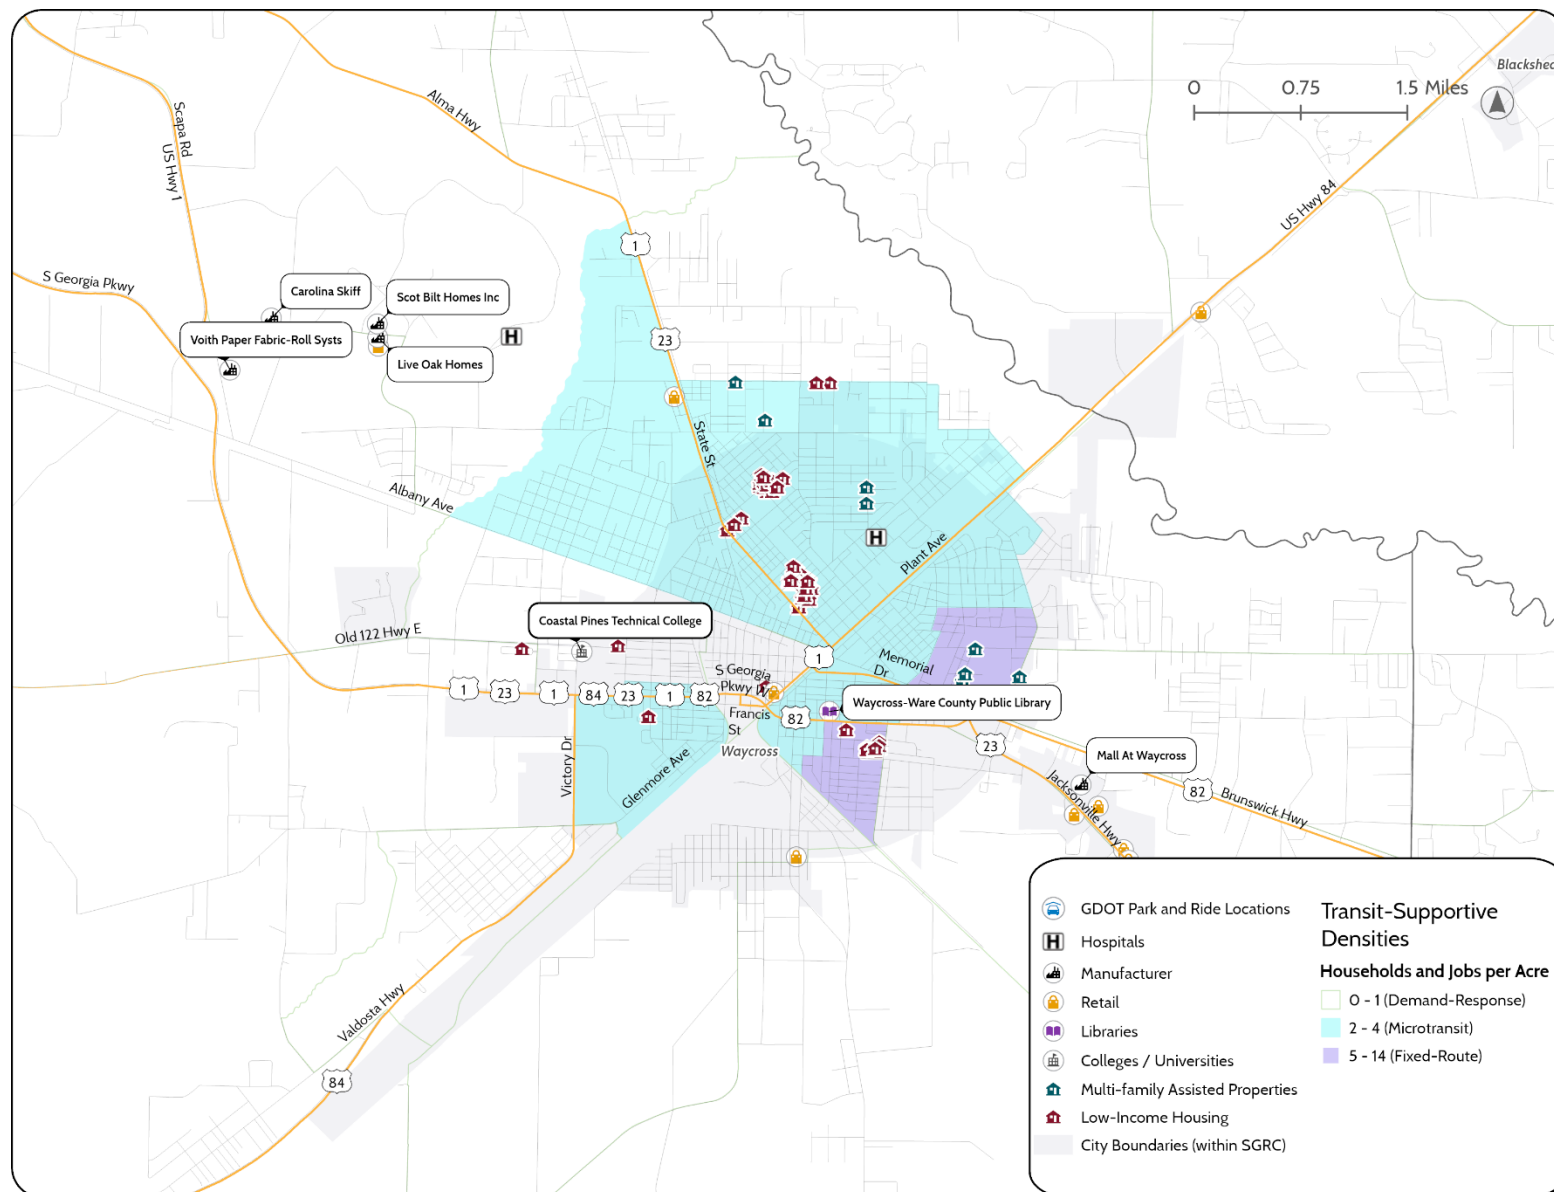 Blackshea
0 0.75 1.5 Miles
Alma Hwy
Scapa Rd
US Hwy 1
US Hwy 84
1
S Georgia Pkwy
Carolina Skiff
Scot Bilt Homes Inc
Voith Paper Fabric-Roll Systs
23
Live Oak Homes
State St
Albany Ave
Plant Ave
Coastal Pines Technical College
Old 122 Hwy E
1
Memorial
Dr
S Georgia
Pkwy W
1
23
1
84
23
1
82
Waycross-Ware County Public Library
Francis
St
82
Waycross
23
Mall At Waycross
Victory Dr
Glenmore Ave
Jacksonville Hwy
82
Brunswick Hwy
Valdosta Hwy
84
GDOT Park and Ride Locations
Hospitals
Manufacturer
Retail
Libraries
Colleges / Universities
Multi-family Assisted Properties
Low-Income Housing
City Boundaries (within SGRC)
Transit-Supportive
Densities
Households and Jobs per Acre
0 - 1 (Demand-Response)
2 - 4 (Microtransit)
5 - 14 (Fixed-Route)
H
H
H